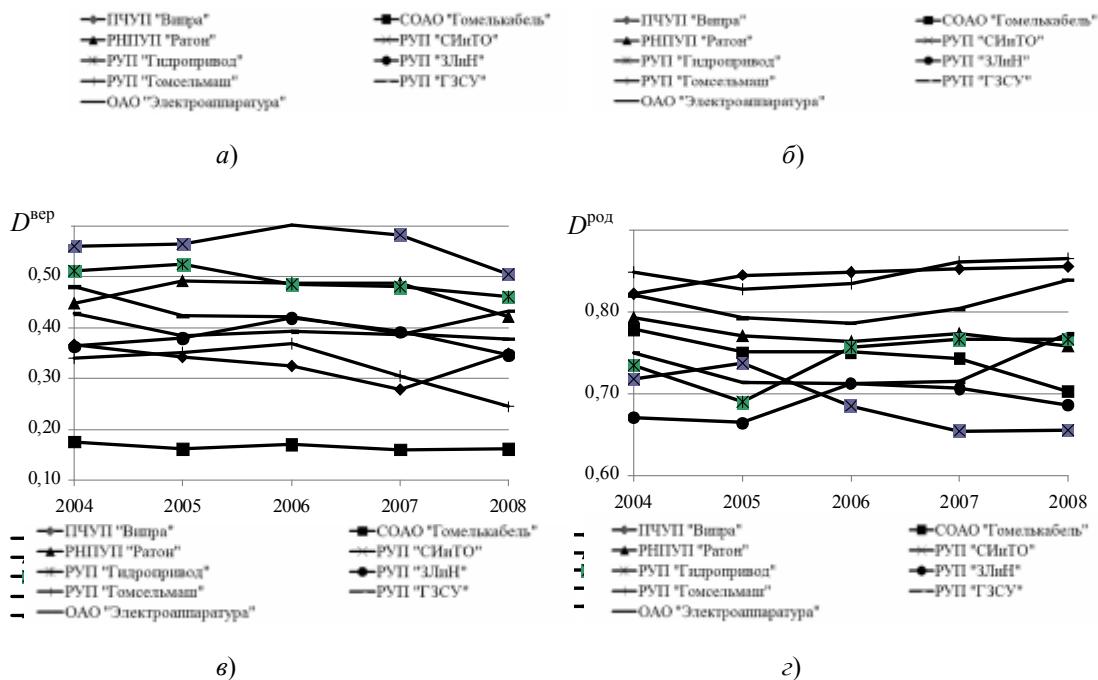 ПЧУП "Випра" СОАО "Гомелькабель" ПЧУП "Випра" СОАО "Гомелькабель"
РНПУП "Ратон" РУП "СИиТО" РНПУП "Ратон" РУП "СИиТО"
РУП "Гидропривод" РУП "ЗЛиН" РУП "Гидропривод" РУП "ЗЛиН"
РУП "Гомсельмаш" РУП "ГЗСУ" РУП "Гомсельмаш" РУП "ГЗСУ"
ОАО "Электроаппаратура" ОАО "Электроаппаратура"
а) б)
Dвер
0,50
0,40
0,30
0,20
0,10
2004 2005 2006 2007 2008
ПЧУП "Випра" СОАО "Гомелькабель"
РНПУП "Ратон" РУП "СИиТО"
РУП "Гидропривод" РУП "ЗЛиН"
РУП "Гомсельмаш" РУП "ГЗСУ"
ОАО "Электроаппаратура"
в)
Dрод
0,80
0,70
0,60
2004 2005 2006 2007 2008
ПЧУП "Випра" СОАО "Гомелькабель"
РНПУП "Ратон" РУП "СИиТО"
РУП "Гидропривод" РУП "ЗЛиН"
РУП "Гомсельмаш" РУП "ГЗСУ"
ОАО "Электроаппаратура"
г)